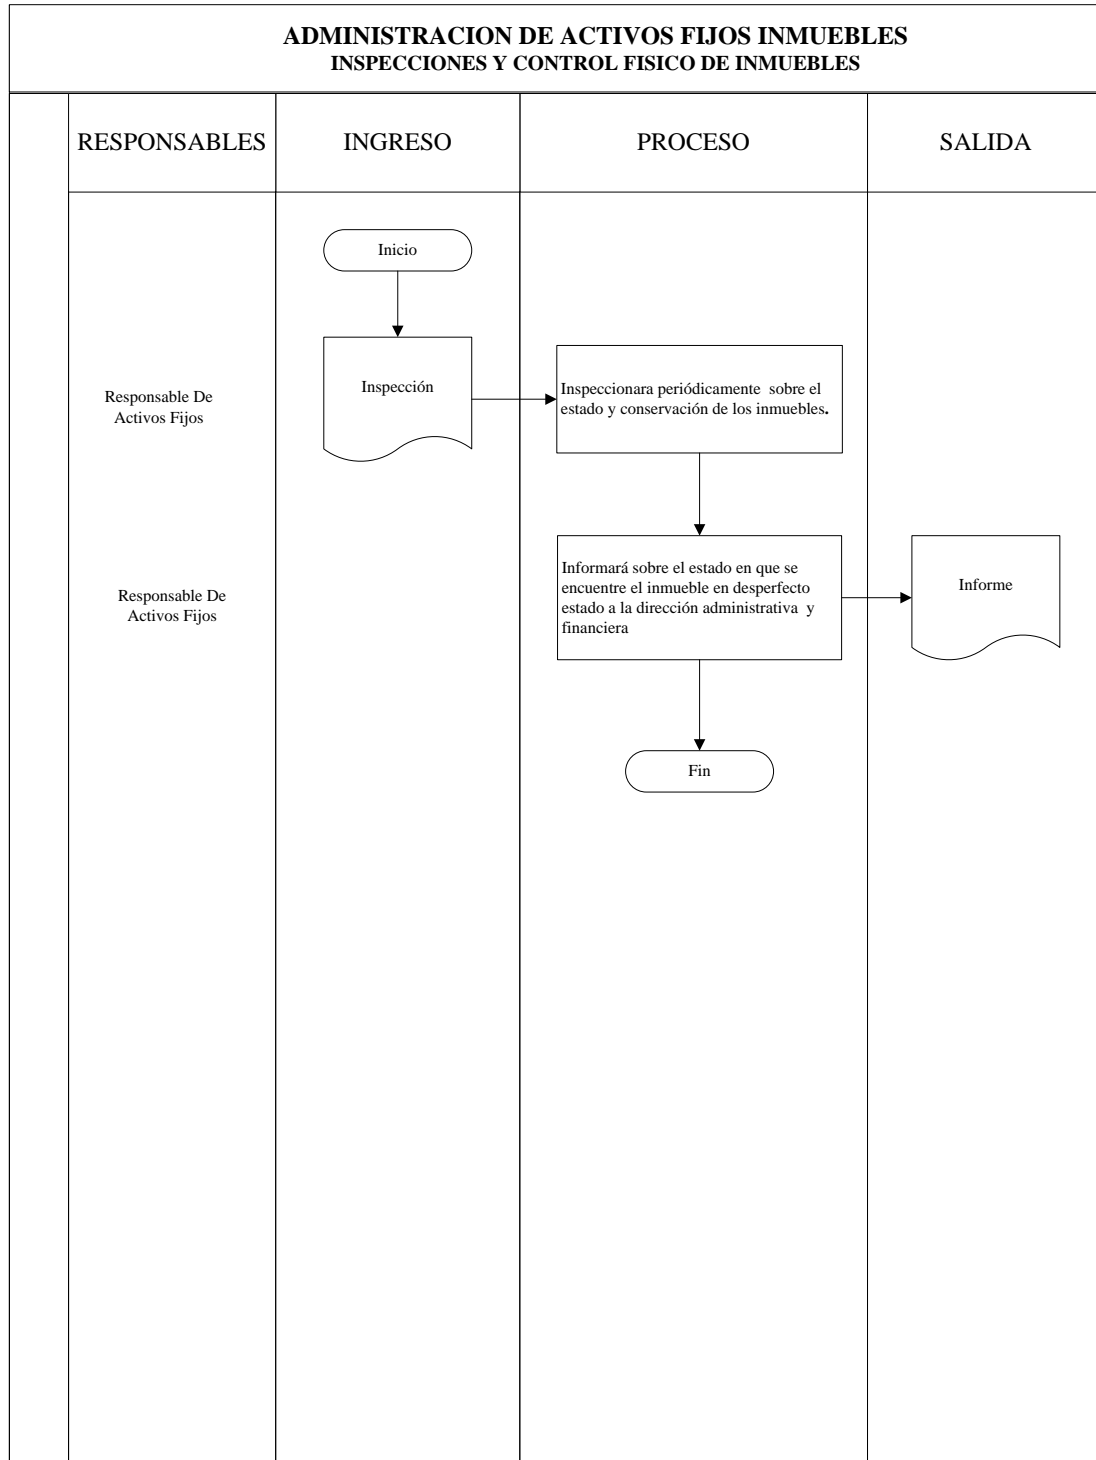 ADMINISTRACION DE ACTIVOS FIJOS INMUEBLES
INSPECCIONES Y CONTROL FISICO DE INMUEBLES
RESPONSABLES
INGRESO
PROCESO
SALIDA
Inicio
Responsable De
Activos Fijos
Inspección
Inspeccionara periódicamente  sobre el
estado y conservación de los inmuebles.
Responsable De
Activos Fijos
Informará sobre el estado en que se
encuentre el inmueble en desperfecto
estado a la dirección administrativa  y
financiera
Informe
Fin